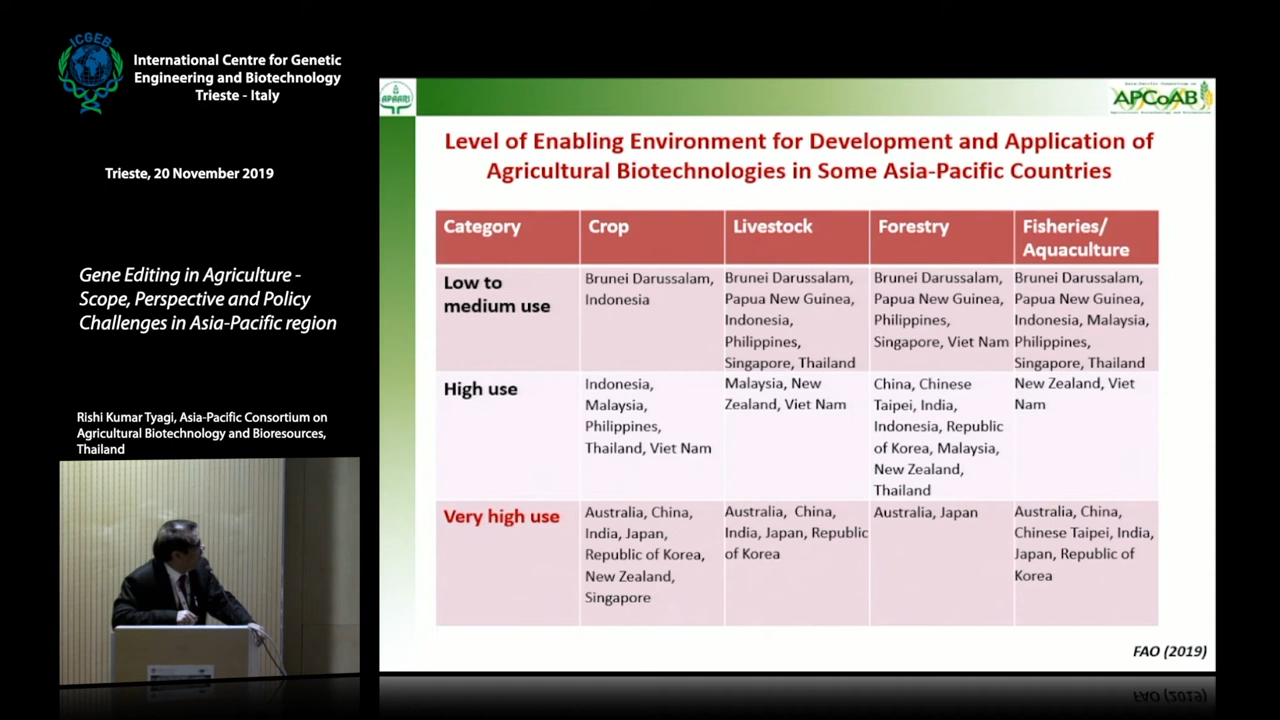 ICGEB
International Centre for Genetic
Engineering and Biotechnology
Trieste - Italy
Trieste, 20 November 2019
Gene Editing in Agriculture -
Scope, Perspective and Policy
Challenges in Asia-Pacific region
Rishi Kumar Tyagi, Asia-Pacific Consortium on
Agricultural Biotechnology and Bioresources,
Thailand
APAARI
APCoAB
Level of Enabling Environment for Development and Application of
Agricultural Biotechnologies in Some Asia-Pacific Countries
Category
Crop
Livestock
Forestry
Fisheries/
Aquaculture
Low to
medium use
Brunei Darussalam,
Indonesia
Brunei Darussalam,
Papua New Guinea,
Indonesia,
Philippines,
Singapore, Thailand
Brunei Darussalam,
Papua New Guinea,
Philippines,
Singapore, Viet Nam
Brunei Darussalam,
Papua New Guinea,
Indonesia, Malaysia,
Philippines,
Singapore, Thailand
High use
Indonesia,
Malaysia,
Philippines,
Thailand, Viet Nam
Malaysia, New
Zealand, Viet Nam
China, Chinese
Taipei, India,
Indonesia, Republic
of Korea, Malaysia,
New Zealand,
Thailand
New Zealand, Viet
Nam
Very high use
Australia, China,
India, Japan,
Republic of Korea,
New Zealand,
Singapore
Australia, China,
India, Japan, Republic
of Korea
Australia, Japan
Australia, China,
Chinese Taipei, India,
Japan, Republic of
Korea
FAO (2019)